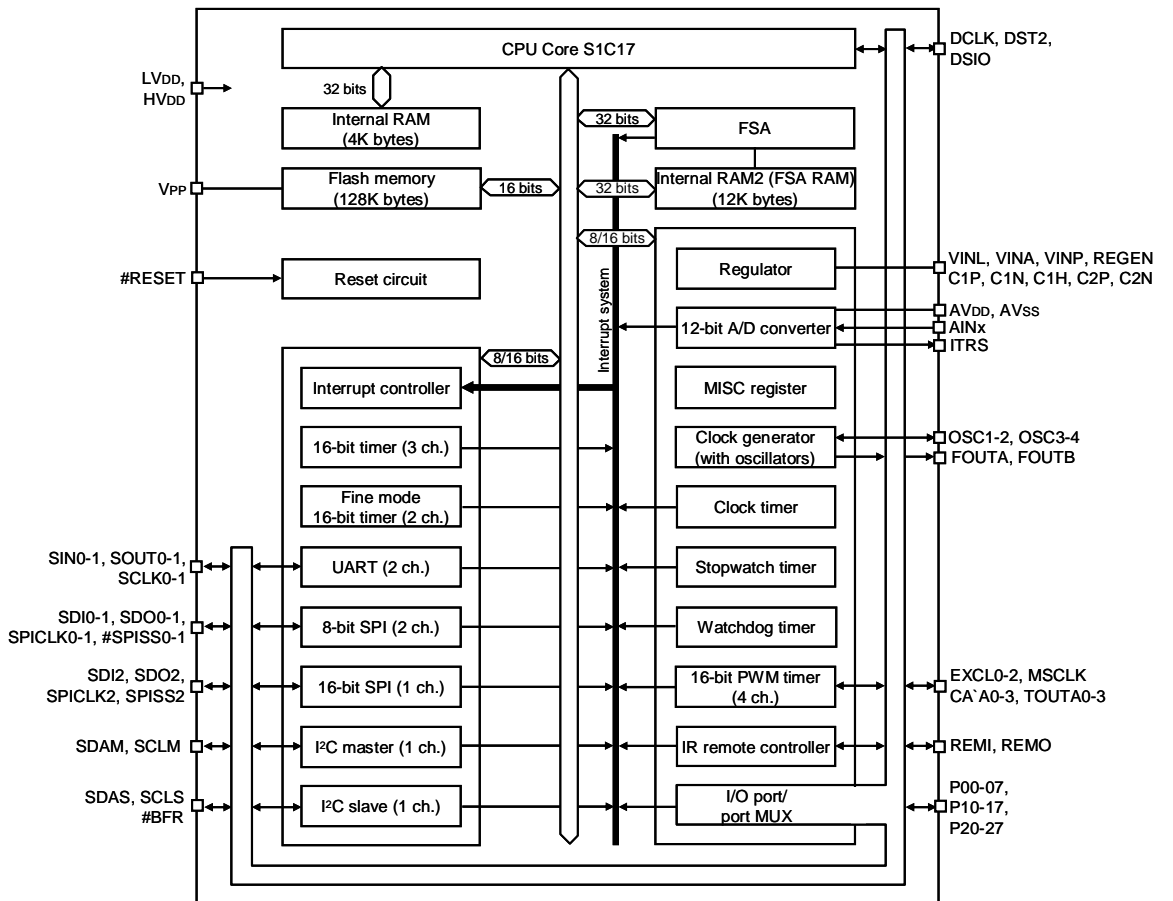 CPU Core S1C17
DCLK, DST2,
DSIO
LVDD,
HVDD
32 bits
Internal RAM
(4K bytes)
32 bits
FSA
VPP
Flash memory
(128K bytes)
16 bits
32 bits
Internal RAM2 (FSA RAM)
(12K bytes)
8/16 bits
#RESET
Reset circuit
Interrupt system
Regulator
VINL, VINA, VINP, REGEN
C1P, C1N, C1H, C2P, C2N
12-bit A/D converter
AVDD, AVSS
AINx
ITRS
8/16 bits
Interrupt controller
MISC register
16-bit timer (3 ch.)
Clock generator
(with oscillators)
OSC1-2, OSC3-4
FOUTA, FOUTB
Fine mode
16-bit timer (2 ch.)
Clock timer
SIN0-1, SOUT0-1,
SCLK0-1
UART (2 ch.)
Stopwatch timer
SDI0-1, SDO0-1,
SPICLK0-1, #SPISS0-1
8-bit SPI (2 ch.)
Watchdog timer
SDI2, SDO2,
SPICLK2, SPISS2
16-bit SPI (1 ch.)
16-bit PWM timer
(4 ch.)
EXCL0-2, MSCLK
CA`A0-3, TOUTA0-3
SDAM, SCLM
I²C master (1 ch.)
IR remote controller
REMI, REMO
SDAS, SCLS
#BFR
I²C slave (1 ch.)
I/O port/
port MUX
P00-07,
P10-17,
P20-27